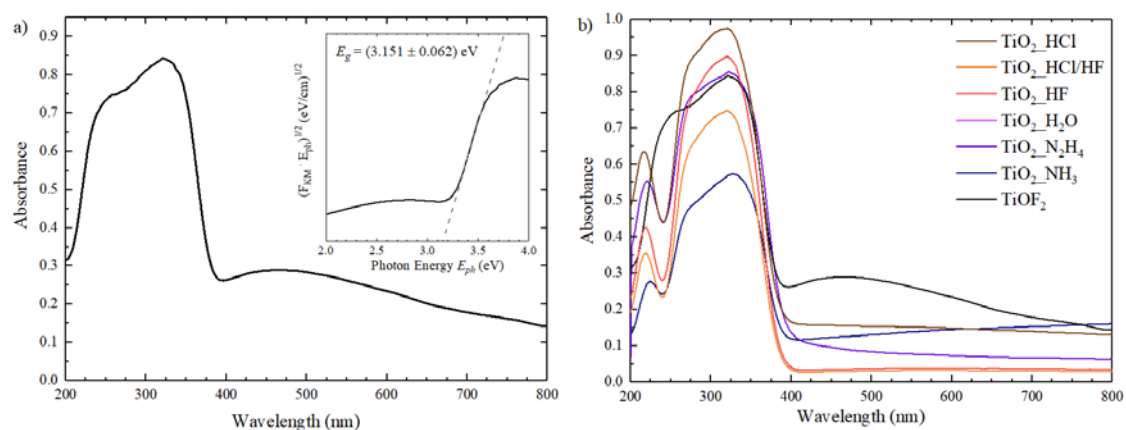 a)
0.9
0.8
0.7
0.6
0.5
0.4
0.3
0.2
0.1
0.0
Absorbance
200 300 400 500 600 700 800
Wavelength (nm)
E_g = (3.151 ± 0.062) eV
(F_KM · E_ph)^1/2 (eV/cm)^1/2
2.0 2.5 3.0 3.5 4.0
Photon Energy E_ph (eV)
b)
1.0
0.9
0.8
0.7
0.6
0.5
0.4
0.3
0.2
0.1
0.0
Absorbance
200 300 400 500 600 700 800
Wavelength (nm)
TiO₂_HCl
TiO₂_HCl/HF
TiO₂_HF
TiO₂_H₂O
TiO₂_N₂H₄
TiO₂_NH₃
TiOF₂